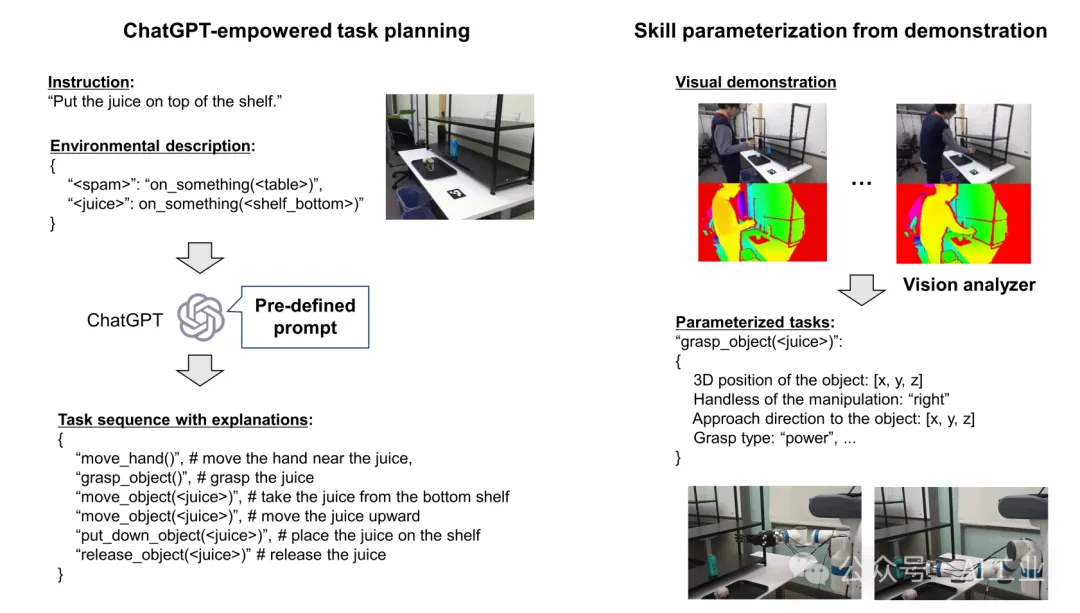 ChatGPT-empowered task planning
Instruction:
“Put the juice on top of the shelf.”
Environmental description:
{
“<spam>”: “on_something(<table>)”,
“<juice>”: on_something(<shelf_bottom>)”
}
ChatGPT
Pre-defined
prompt
Task sequence with explanations:
{
“move_hand()”, # move the hand near the juice,
“grasp_object()”, # grasp the juice
“move_object(<juice>)”, # take the juice from the bottom shelf
“move_object(<juice>)”, # move the juice upward
“put_down_object(<juice>)”, # place the juice on the shelf
“release_object(<juice>)” # release the juice
}
Skill parameterization from demonstration
Visual demonstration
...
Vision analyzer
Parameterized tasks:
“grasp_object(<juice>)”:
{
3D position of the object: [x, y, z]
Handless of the manipulation: “right”
Approach direction to the object: [x, y, z]
Grasp type: “power”, ...
}
公众号 · AI工业